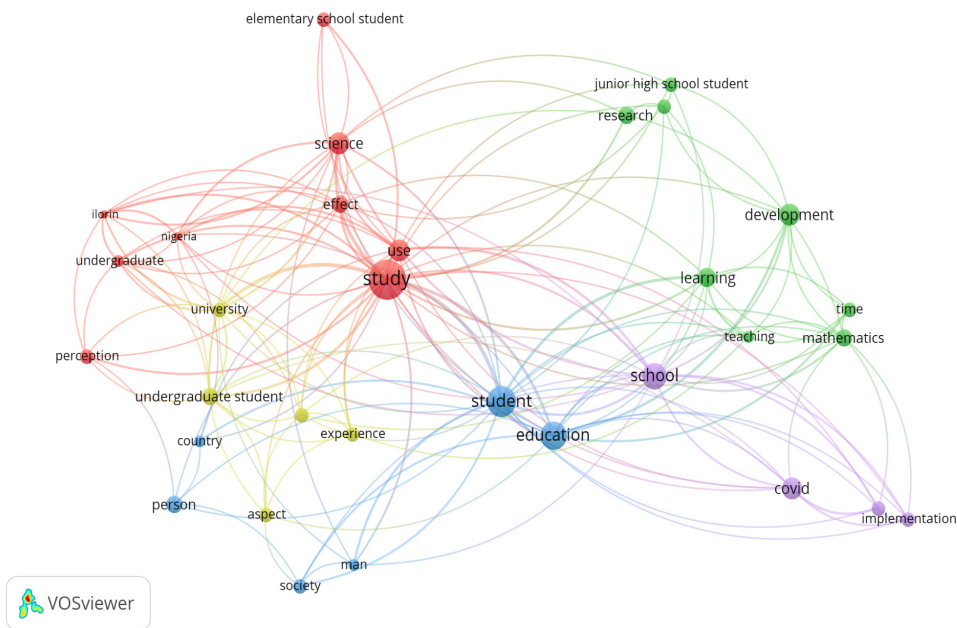 elementary school student
junior high school student
research
science
effect
ilorin
nigeria
undergraduate
use
study
development
learning
university
time
teaching
mathematics
perception
school
undergraduate student
student
country
experience
education
covid
person
aspect
implementation
man
society
VOSviewer